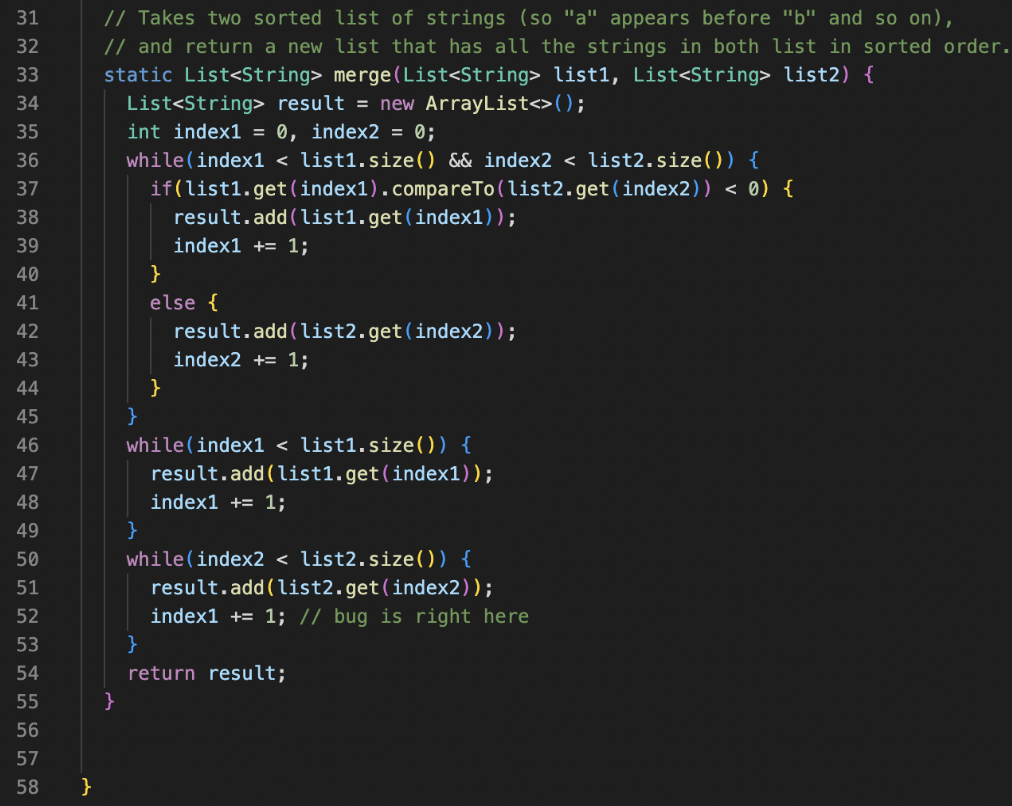 31 // Takes two sorted list of strings (so "a" appears before "b" and so on),
32 // and return a new list that has all the strings in both list in sorted order.
33 static List<String> merge(List<String> list1, List<String> list2) {
34 List<String> result = new ArrayList<>();
35 int index1 = 0, index2 = 0;
36 while(index1 < list1.size() && index2 < list2.size()) {
37 if(list1.get(index1).compareTo(list2.get(index2)) < 0) {
38 result.add(list1.get(index1));
39 index1 += 1;
40 }
41 else {
42 result.add(list2.get(index2));
43 index2 += 1;
44 }
45 }
46 while(index1 < list1.size()) {
47 result.add(list1.get(index1));
48 index1 += 1;
49 }
50 while(index2 < list2.size()) {
51 result.add(list2.get(index2));
52 index1 += 1; // bug is right here
53 }
54 return result;
55 }
56
57
58 }